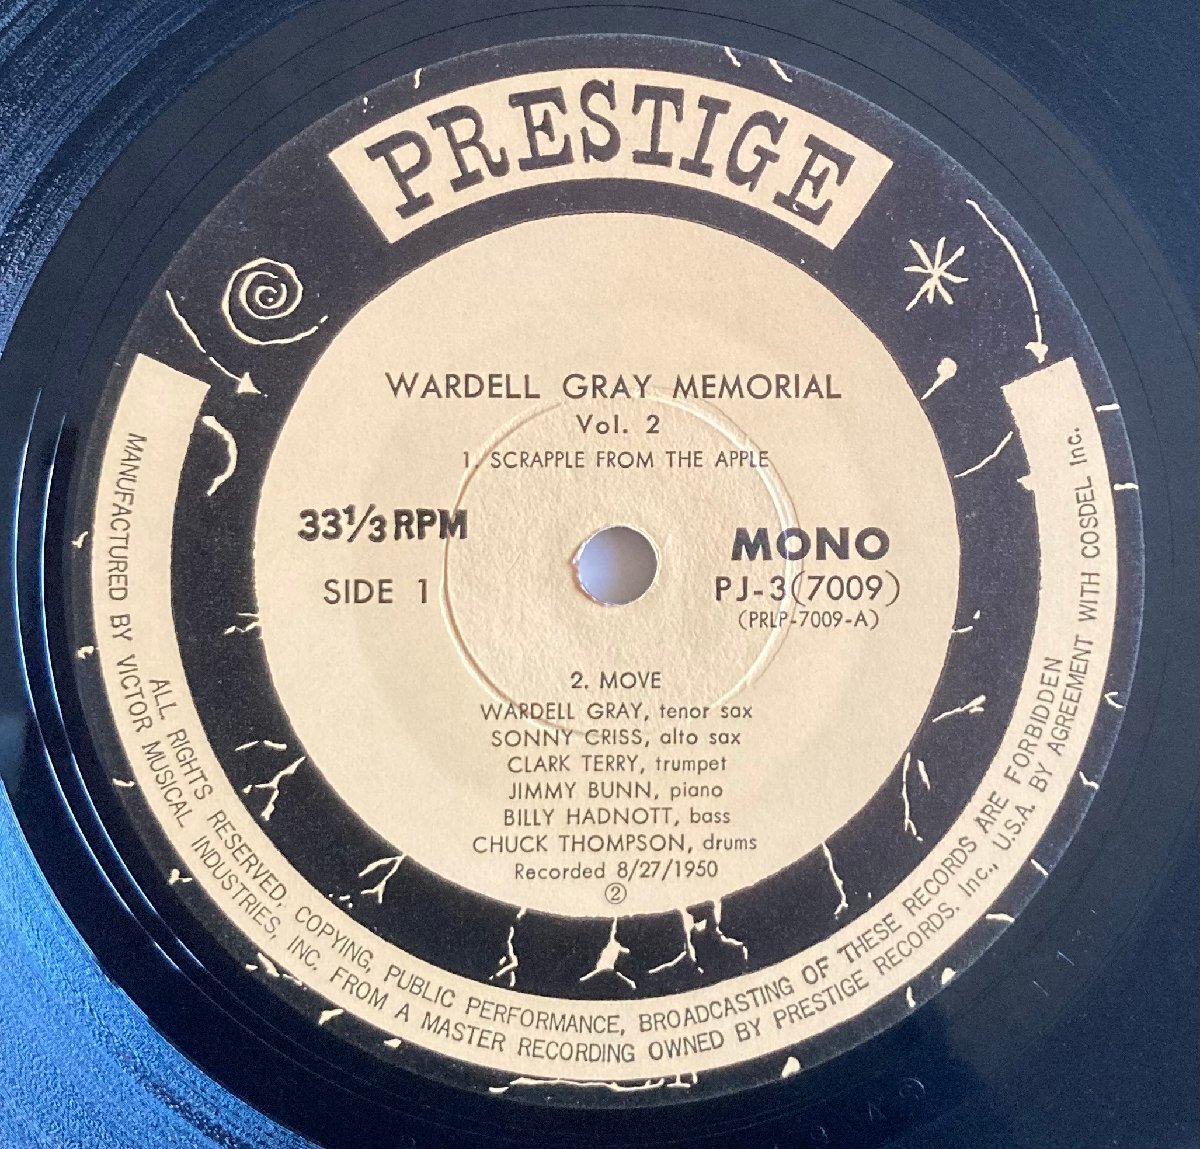 PRESTIGE
WARDELL GRAY MEMORIAL
Vol. 2
1. SCRAPPLE FROM THE APPLE
33 1/3 RPM
SIDE 1
MONO
PJ-3(7009)
(PRLP-7009-A)
2. MOVE
WARDELL GRAY, tenor sax
SONNY CRISS, alto sax
CLARK TERRY, trumpet
JIMMY BUNN, piano
BILLY HADNOTT, bass
CHUCK THOMPSON, drums
Recorded 8/27/1950
②
ALL RIGHTS RESERVED, COPYING, PUBLIC PERFORMANCE, BROADCASTING OF THESE RECORDS ARE FORBIDDEN
MANUFACTURED BY VICTOR MUSICAL INDUSTRIES, INC. FROM A MASTER RECORDING OWNED BY PRESTIGE RECORDS. Inc., U.S.A. BY AGREEMENT WITH COSDEL Inc.